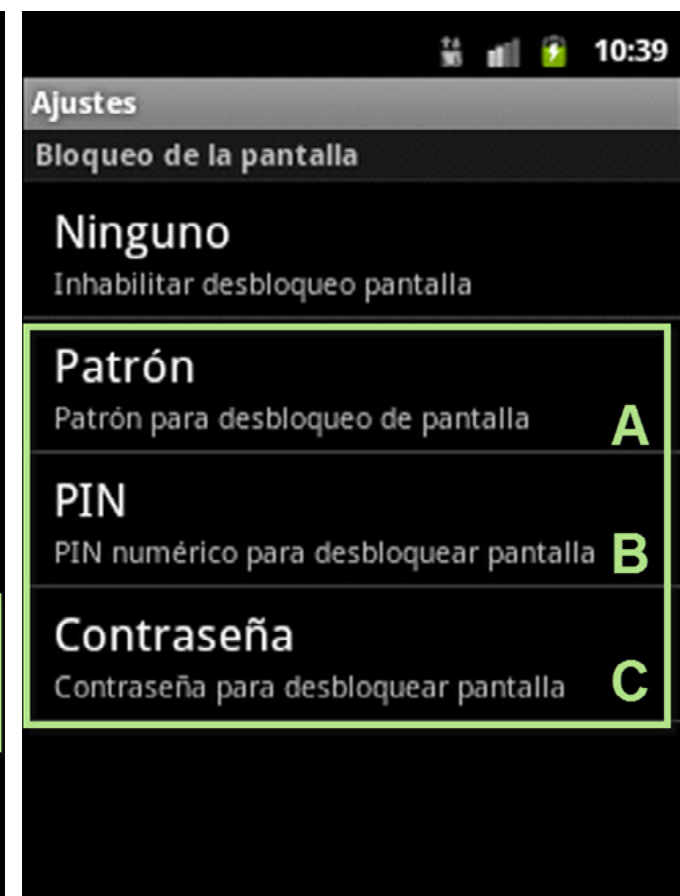 10:39
Ajustes
Bloqueo de la pantalla
Ninguno
Inhabilitar desbloqueo pantalla
Patrón
Patrón para desbloqueo de pantalla
A
PIN
PIN numérico para desbloquear pantalla
B
Contraseña
Contraseña para desbloquear pantalla
C